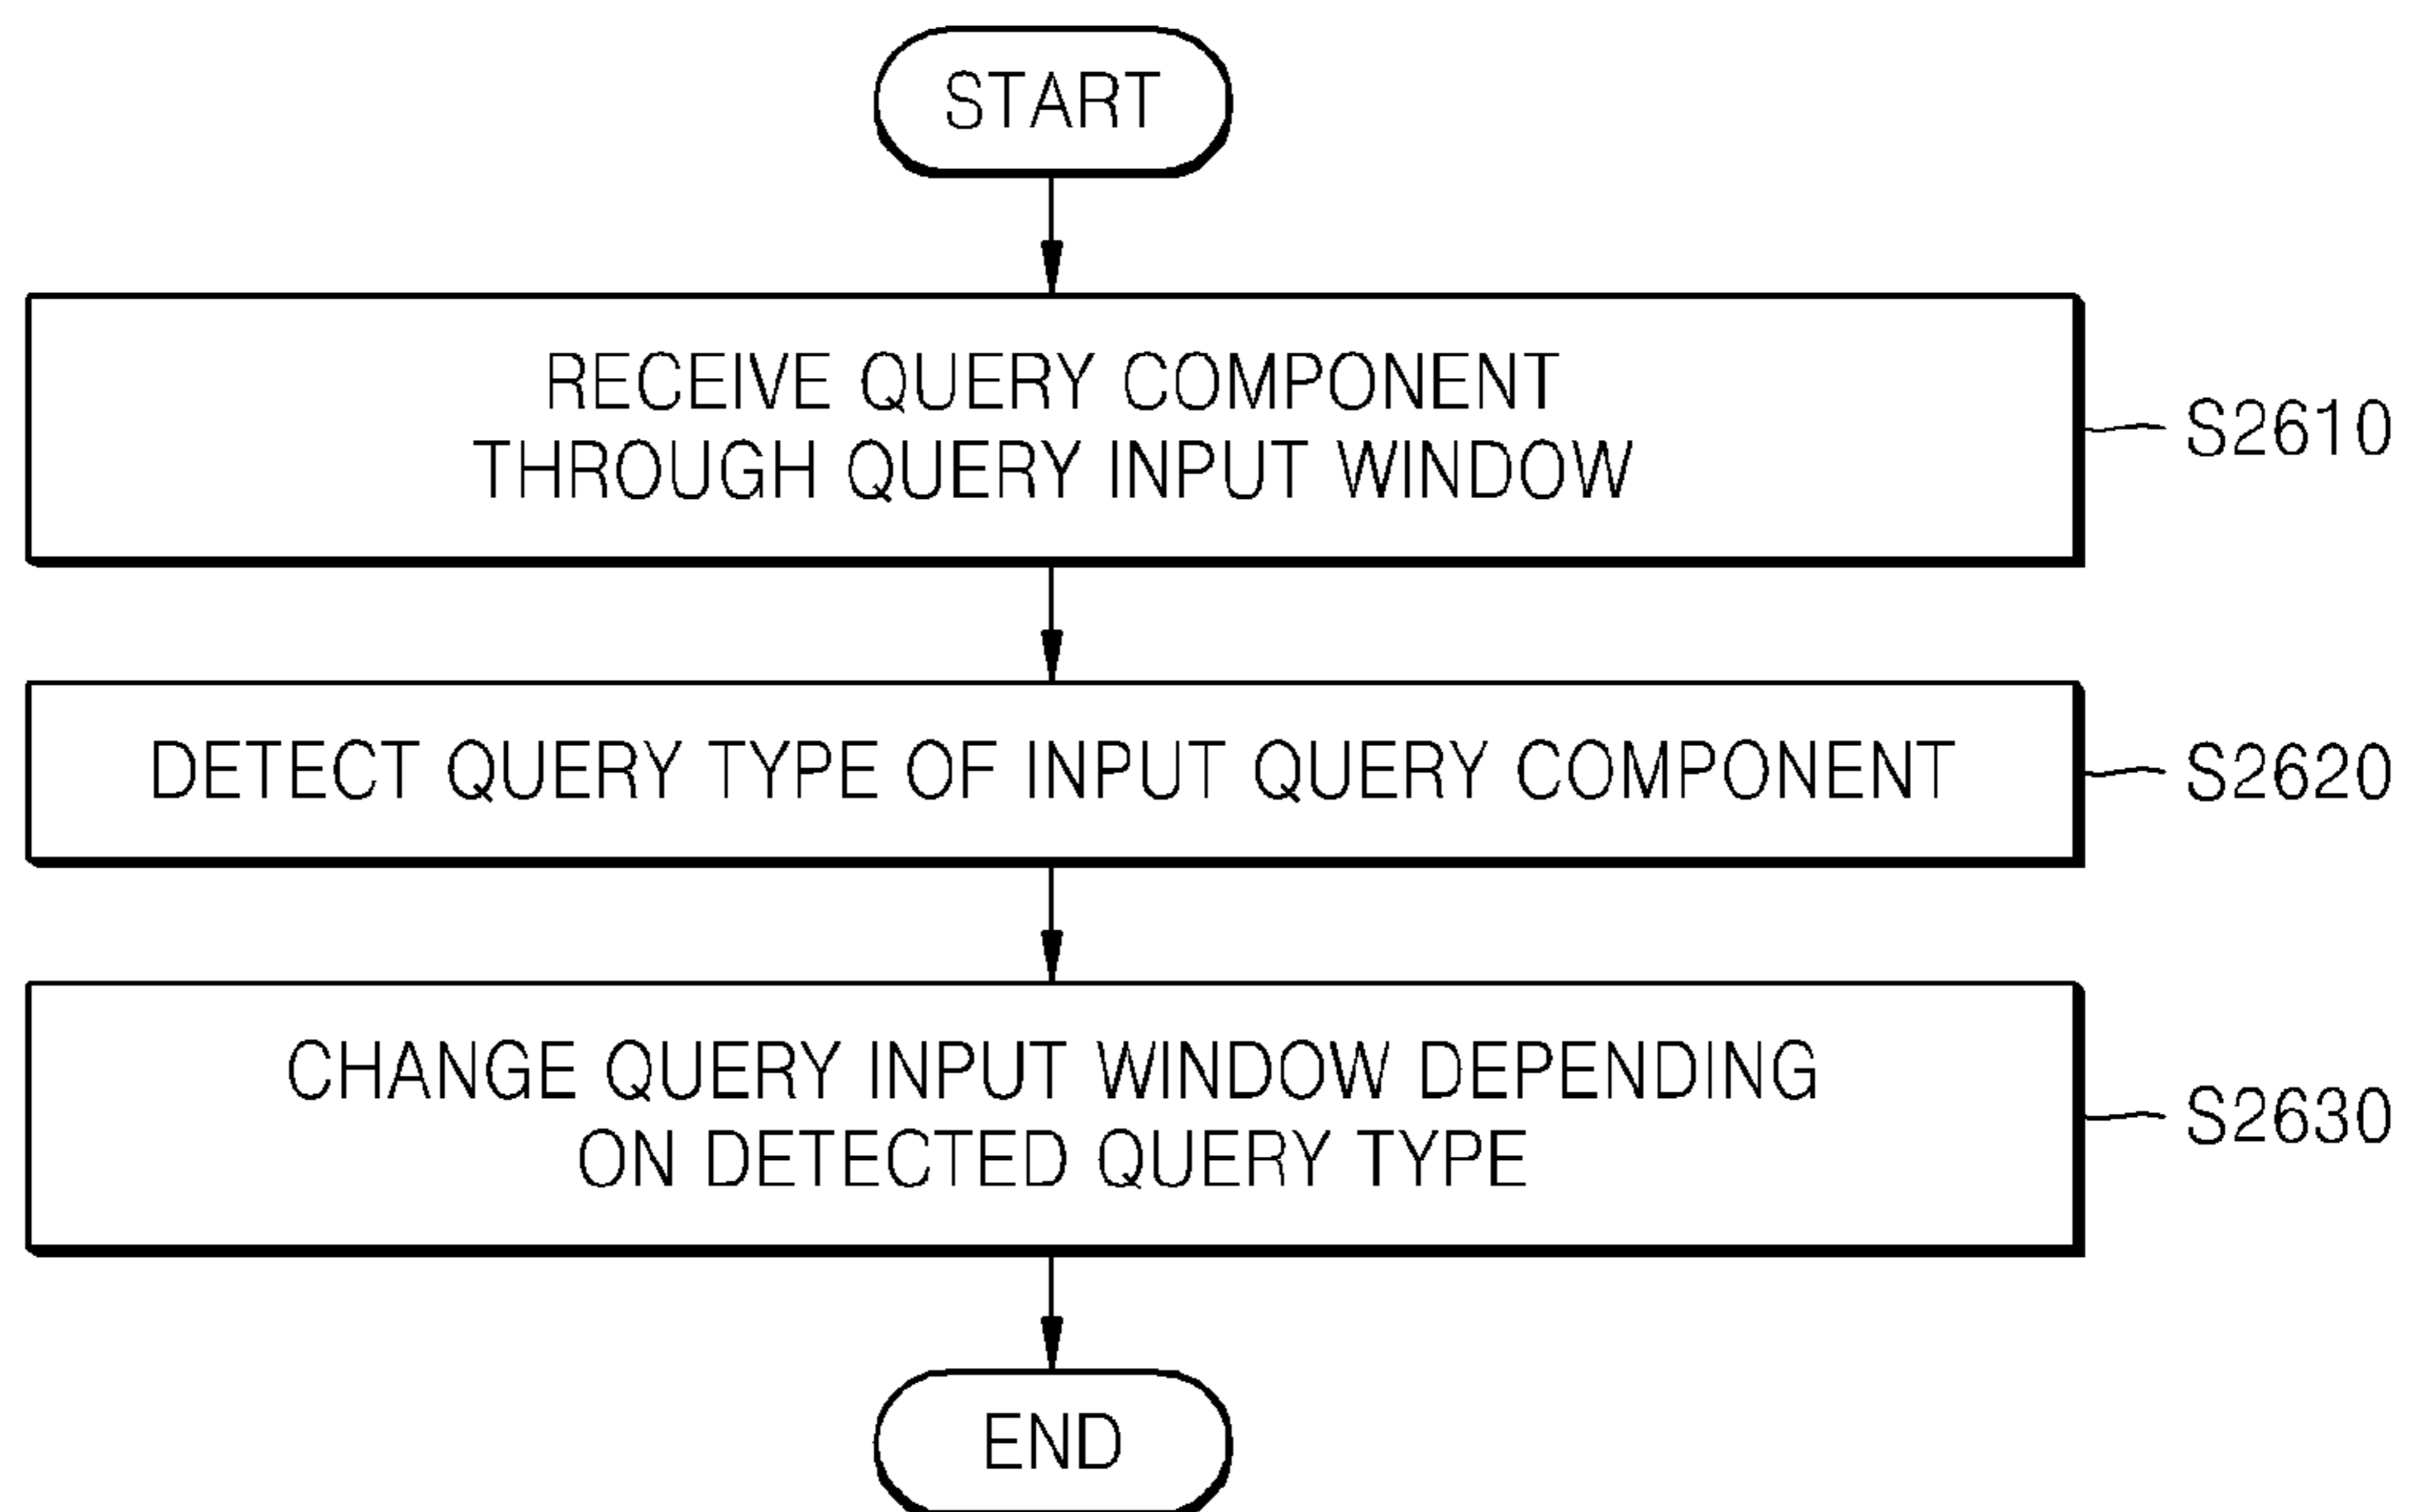 START
RECEIVE QUERY COMPONENT
THROUGH QUERY INPUT WINDOW
S2610
DETECT QUERY TYPE OF INPUT QUERY COMPONENT
S2620
CHANGE QUERY INPUT WINDOW DEPENDING
ON DETECTED QUERY TYPE
S2630
END